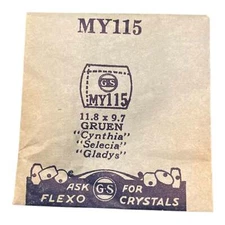 MY115
GS
MY115
11.8 x 9.7
GRUEN
"Cynthia"
"Selecia"
"Gladys"
ASK GS FOR
FLEXO CRYSTALS